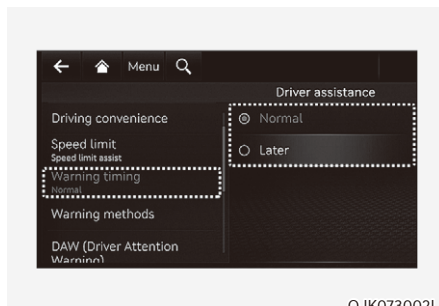 Menu
Driver assistance
Driving convenience
Speed limit
Speed limit assist
Warning timing
Normal
Warning methods
DAW (Driver Attention
Warning)
Normal
Later